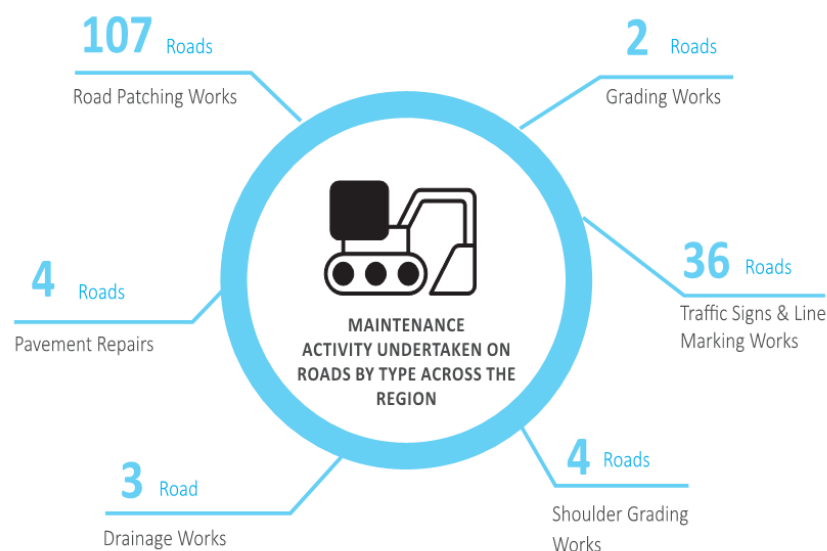 107 Roads
Road Patching Works
2 Roads
Grading Works
4 Roads
Pavement Repairs
MAINTENANCE
ACTIVITY UNDERTAKEN ON
ROADS BY TYPE ACROSS THE
REGION
36 Roads
Traffic Signs & Line
Marking Works
3 Road
Drainage Works
4 Roads
Shoulder Grading
Works